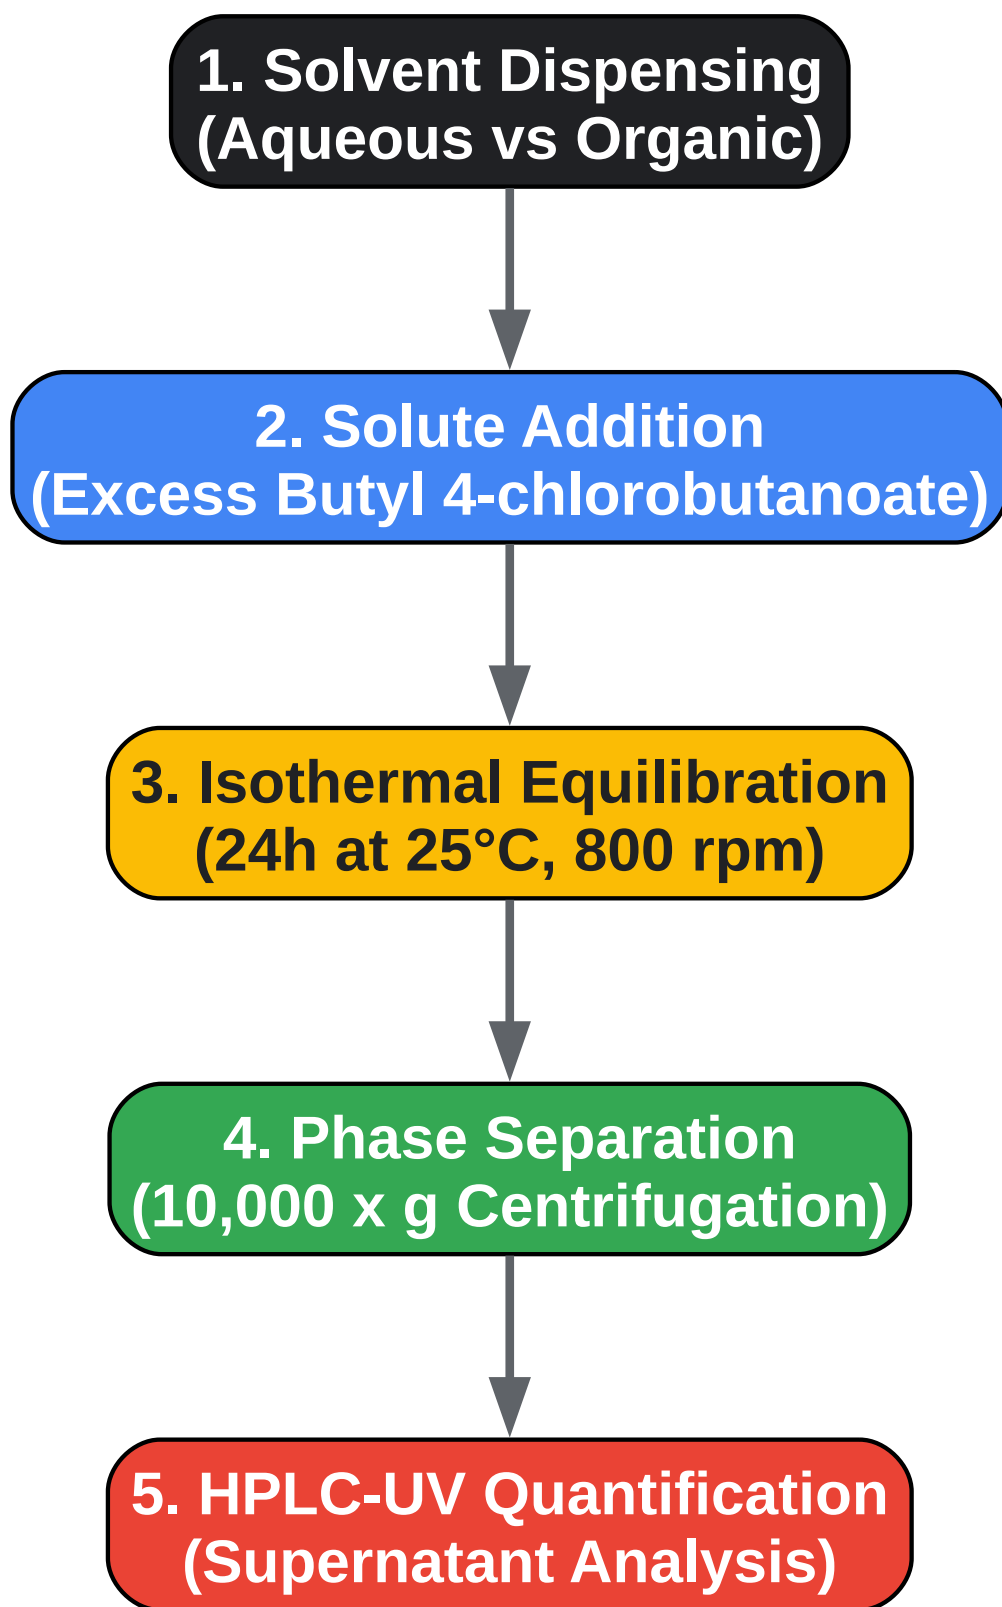 1. Solvent Dispensing
(Aqueous vs Organic)
2. Solute Addition
(Excess Butyl 4-chlorobutanoate)
3. Isothermal Equilibration
(24h at 25°C, 800 rpm)
4. Phase Separation
(10,000 x g Centrifugation)
5. HPLC-UV Quantification
(Supernatant Analysis)